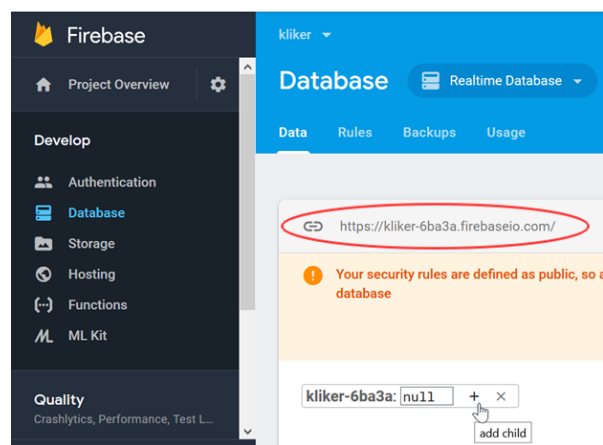 Firebase
Project Overview
Develop
Authentication
Database
Storage
Hosting
Functions
ML Kit
Quality
Crashlytics, Performance, Test L...
kliker
Database
Realtime Database
Data Rules Backups Usage
https://kliker-6ba3a.firebaseio.com/
Your security rules are defined as public, so a
database
kliker-6ba3a: null + ×
add child